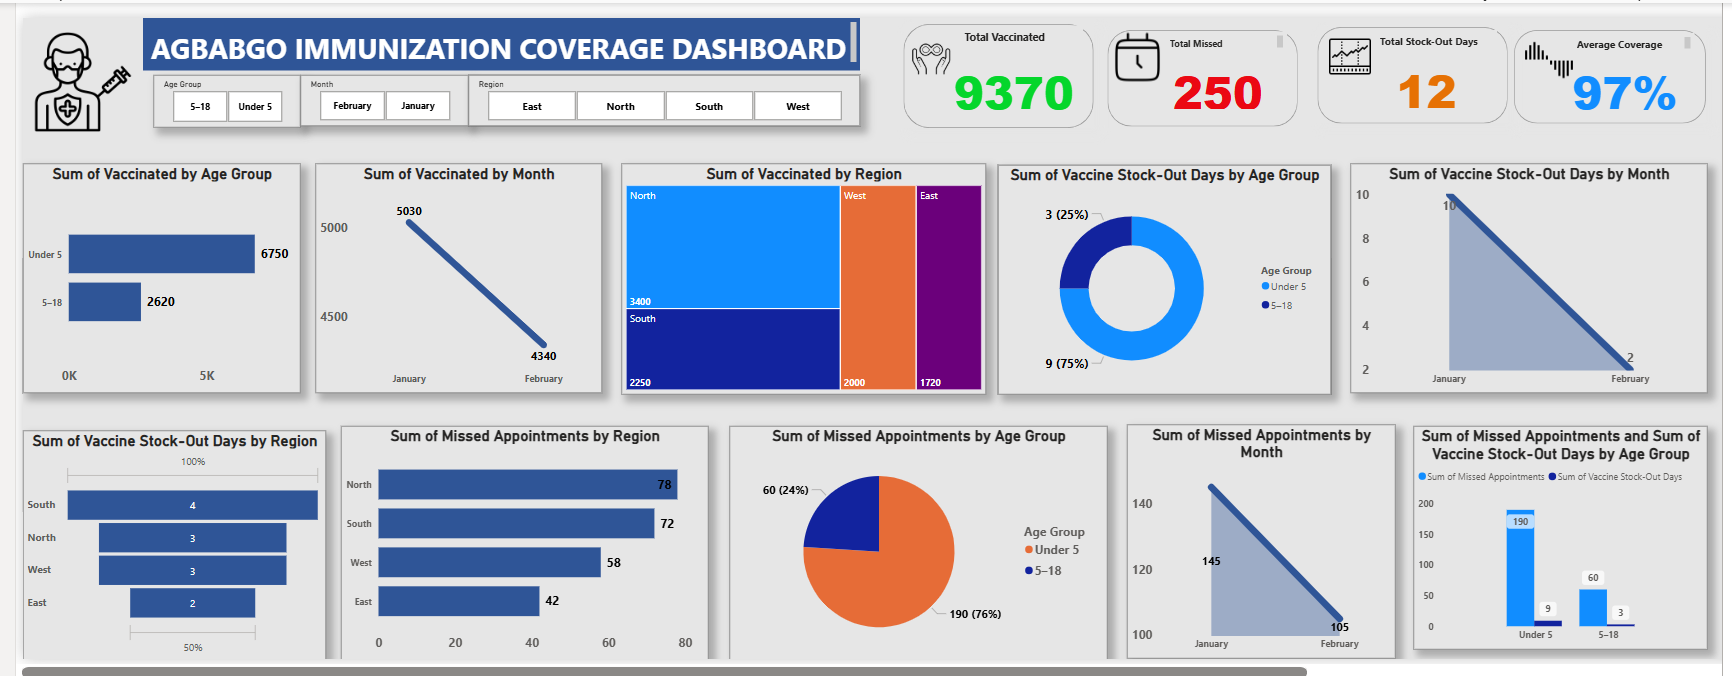 AGBABGO IMMUNIZATION COVERAGE DASHBOARD
Age Group
5–18
Under 5
Month
February
January
Region
East
North
South
West
Total Vaccinated
9370
Total Missed
250
Total Stock-Out Days
12
Average Coverage
97%
Sum of Vaccinated by Age Group
Under 5
6750
5–18
2620
0K
5K
Sum of Vaccinated by Month
5030
5000
4500
4340
January
February
Sum of Vaccinated by Region
North
3400
South
2250
West
2000
East
1720
Sum of Vaccine Stock-Out Days by Age Group
3 (25%)
9 (75%)
Age Group
Under 5
5–18
Sum of Vaccine Stock-Out Days by Month
10
10
8
6
4
2
2
January
February
Sum of Vaccine Stock-Out Days by Region
100%
South
4
North
3
West
3
East
2
50%
Sum of Missed Appointments by Region
North
78
South
72
West
58
East
42
0
20
40
60
80
Sum of Missed Appointments by Age Group
60 (24%)
190 (76%)
Age Group
Under 5
5–18
Sum of Missed Appointments by
Month
140
145
120
105
100
January
February
Sum of Missed Appointments and Sum of
Vaccine Stock-Out Days by Age Group
Sum of Missed Appointments
Sum of Vaccine Stock-Out Days
200
150
100
50
0
190
9
60
3
Under 5
5–18